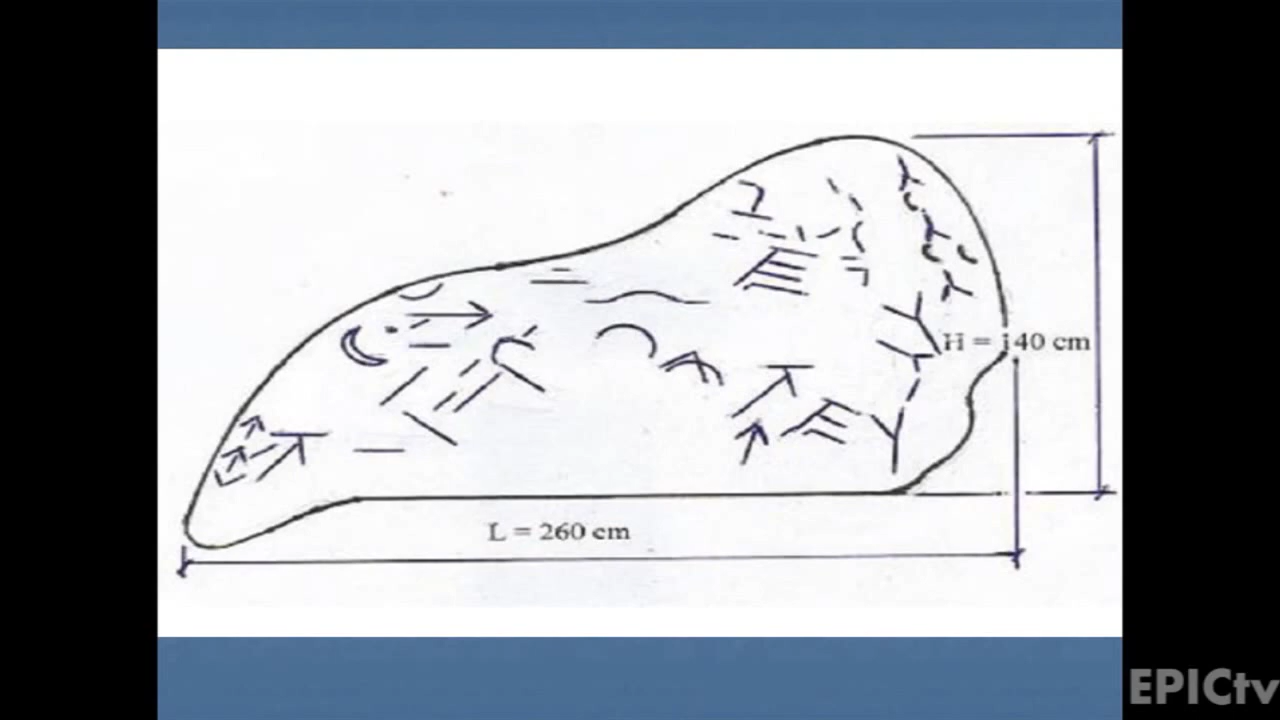 H = 140 cm
L = 260 cm
EPICtv